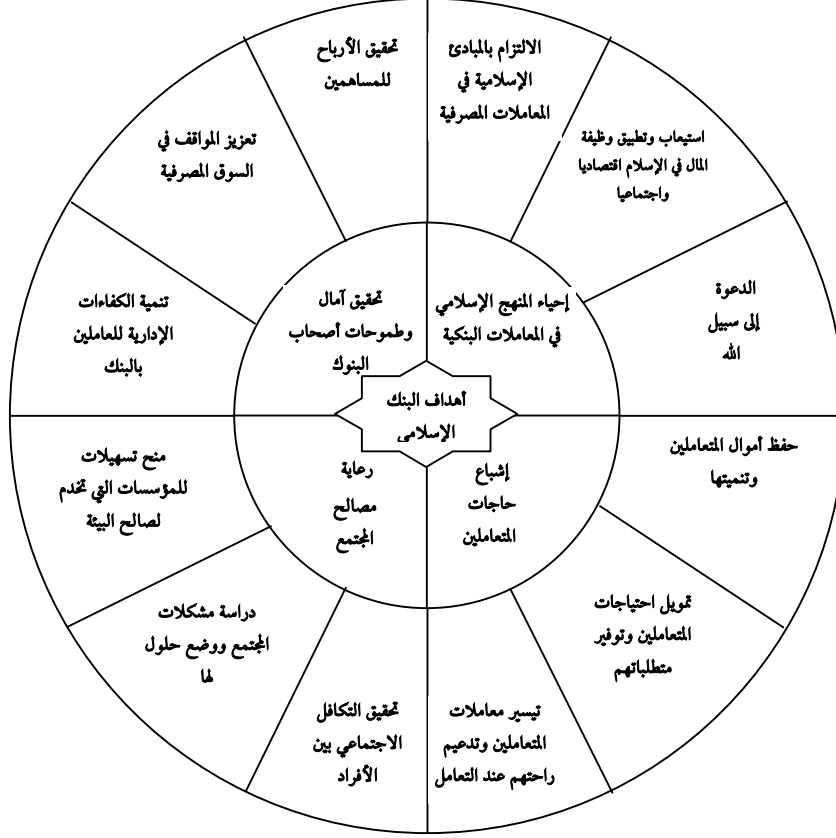 الالتزام بالمبادئ
الإسلامية في
المعاملات المصرفية
استيعاب وتطبيق وظيفة
المال في الإسلام اقتصاديا
واجتماعيا
الدعوة
إلى سبيل
الله
إحياء المنهج الإسلامي
في المعاملات البنكية
تحقيق الأرباح
للمساهمين
تعزيز المواقف في
السوق المصرفية
تنمية الكفاءات
الإدارية للعاملين
بالبنك
تحقيق آمال
وطموحات أصحاب
البنوك
أهداف البنك
الإسلامي
حفظ أموال المتعاملين
وتنميتها
تمويل احتياجات
المتعاملين وتوفير
متطلباتهم
تيسير معاملات
المتعاملين وتدعيم
راحتهم عند التعامل
إشباع
حاجات
المتعاملين
رعاية
مصالح
المجتمع
منح تسهيلات
للمؤسسات التي تخدم
لصالح البيئة
دراسة مشكلات
المجتمع ووضع حلول
لها
تحقيق التكافل
الاجتماعي بين
الأفراد